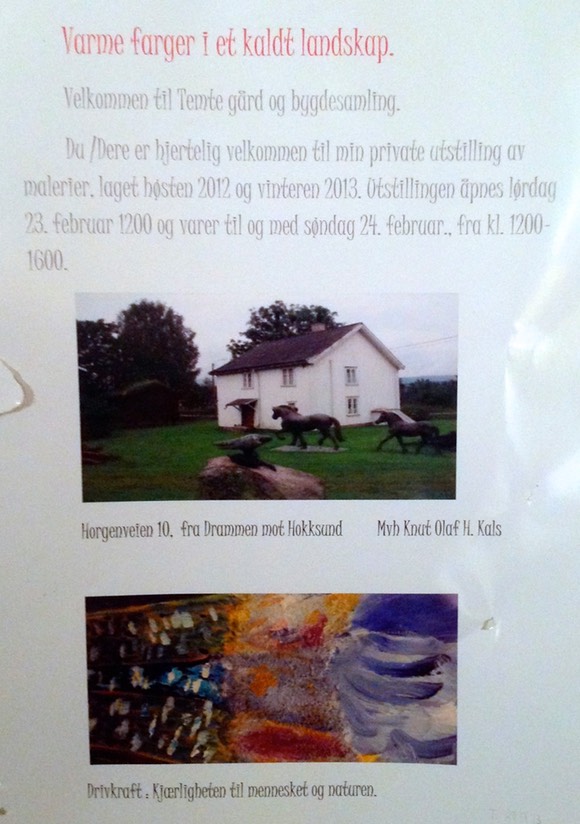 Varme farger i et kaldt landskap.
Velkommen til Temte gård og bygdesamling.
Du /Dere er hjertelig velkommen til min private utstilling av
malerier, laget høsten 2012 og vinteren 2013. Utstillingen åpnes lørdag
23. februar 1200 og varer til og med søndag 24. februar., fra kl. 1200-
1600.
Horgenveien 10, fra Drammen mot Hokksund Mvh Knut Olaf H. Kals
Drivkraft : Kjærligheten til mennesket og naturen.